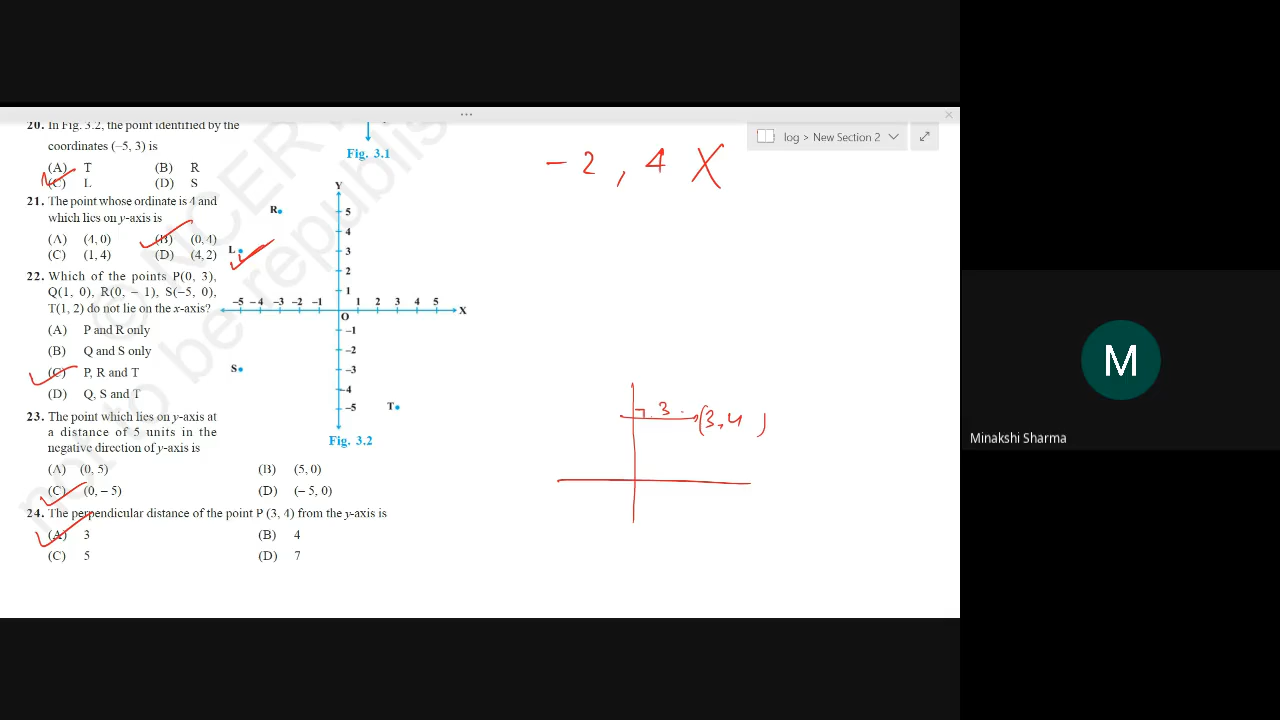 20. In Fig. 3.2, the point identified by the
coordinates (–5, 3) is
(A) T (B) R
(C) L (D) S
21. The point whose ordinate is 4 and
which lies on y-axis is
(A) (4, 0) (B) (0, 4)
(C) (1, 4) (D) (4, 2)
22. Which of the points P(0, 3),
Q(1, 0), R(0, – 1), S(–5, 0),
T(1, 2) do not lie on the x-axis?
(A) P and R only
(B) Q and S only
(C) P, R and T
(D) Q, S and T
23. The point which lies on y-axis at
a distance of 5 units in the
negative direction of y-axis is
(A) (0, 5) (B) (5, 0)
(C) (0, – 5) (D) (– 5, 0)
24. The perpendicular distance of the point P (3, 4) from the y-axis is
(A) 3 (B) 4
(C) 5 (D) 7
Fig. 3.1
Y
R
5
4
L
3
2
1
–5 –4 –3 –2 –1 1 2 3 4 5 X
O
–1
–2
S
–3
–4
–5
T
Fig. 3.2
© NCERT
not to be republis
log > New Section 2
– 2 , 4 X
3
(3, 4 )
M
Minakshi Sharma